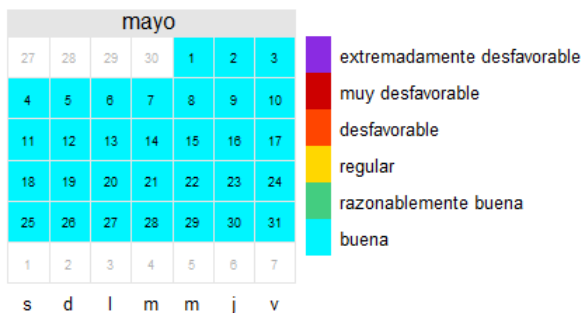 mayo
27 28 29 30 1 2 3
4 5 6 7 8 9 10
11 12 13 14 15 16 17
18 19 20 21 22 23 24
25 26 27 28 29 30 31
1 2 3 4 5 6 7
s d l m m j v
extremadamente desfavorable
muy desfavorable
desfavorable
regular
razonablemente buena
buena